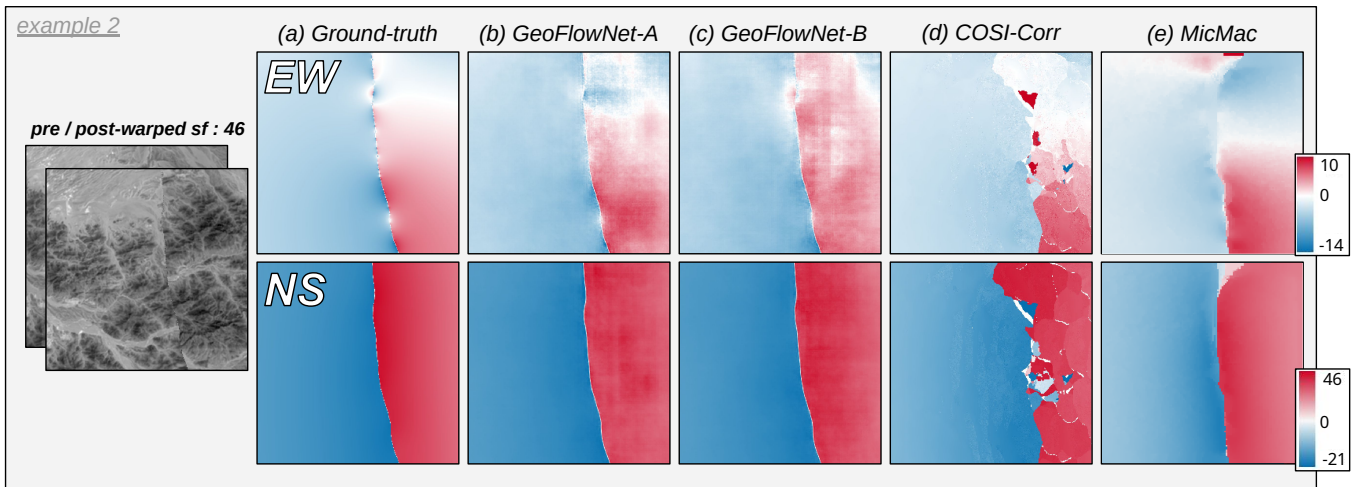 example 2
(a) Ground-truth
(b) GeoFlowNet-A
(c) GeoFlowNet-B
(d) COSI-Corr
(e) MicMac
EW
pre / post-warped sf : 46
10
0
-14
NS
46
0
-21